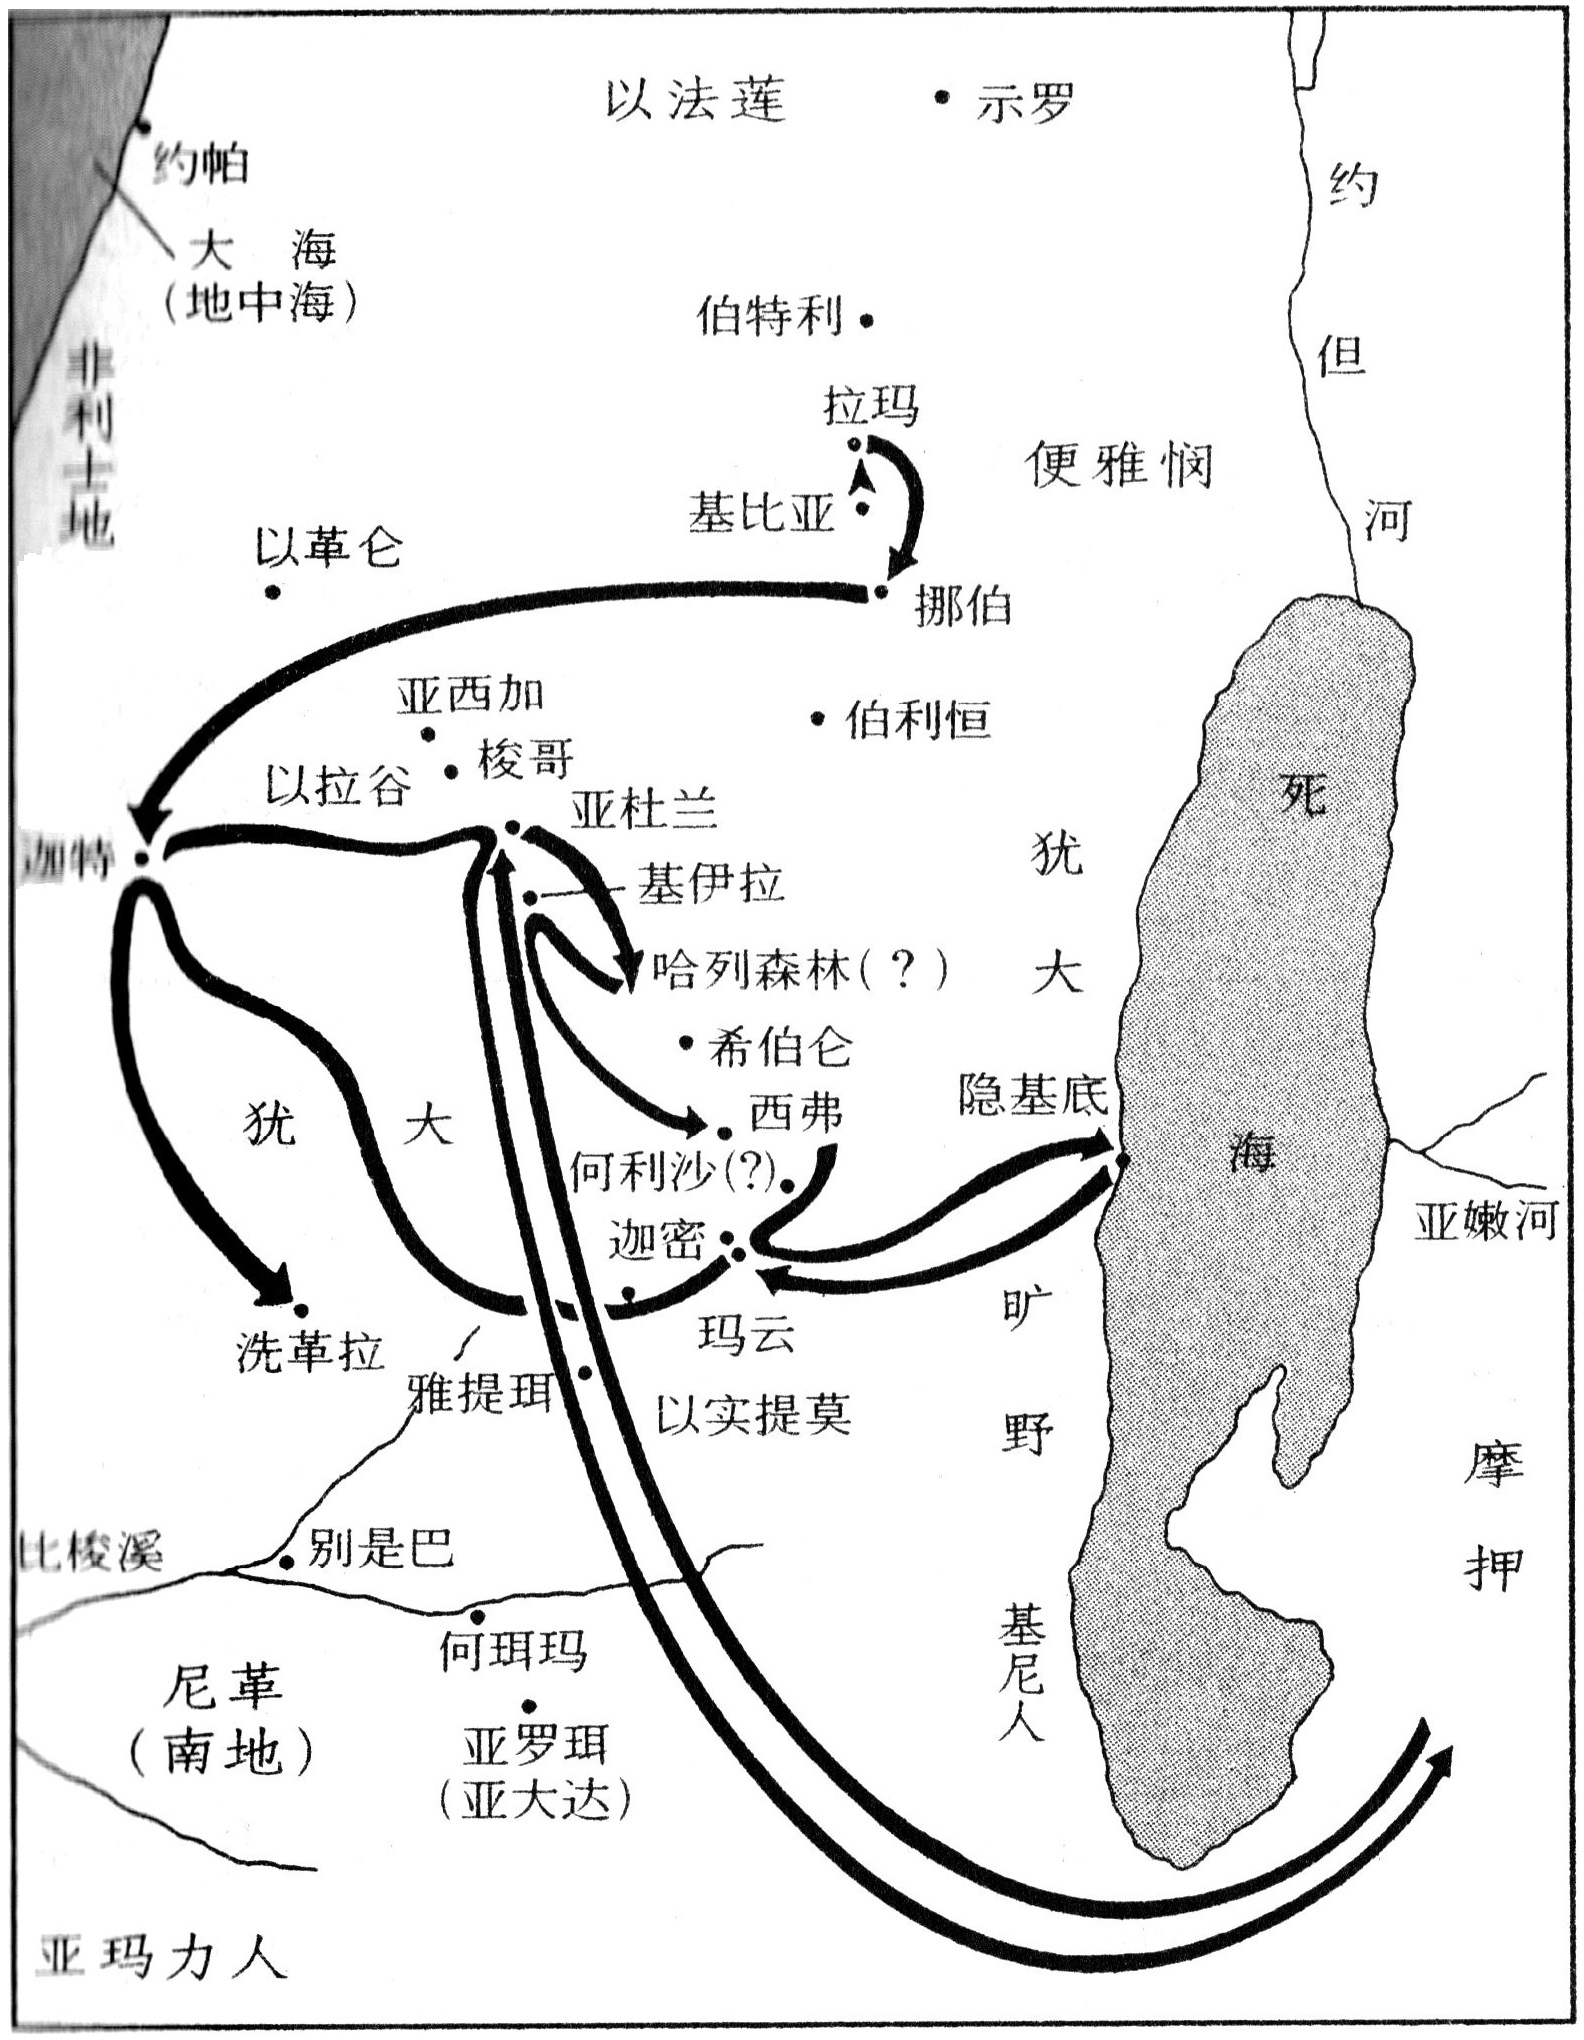 以法莲
示罗
约帕
大海
(地中海)
约但河
伯特利
非利士地
拉玛
便雅悯
基比亚
以革仑
挪伯
亚西加
伯利恒
梭哥
以拉谷
亚杜兰
死海
迦特
犹大旷野
基伊拉
哈列森林(?)
希伯仑
隐基底
西弗
犹大
何利沙(?)
亚嫩河
迦密
玛云
洗革拉
雅提珥
以实提莫
摩押
比梭溪
别是巴
基尼人
何珥玛
尼革
(南地)
亚罗珥
(亚大达)
亚玛力人